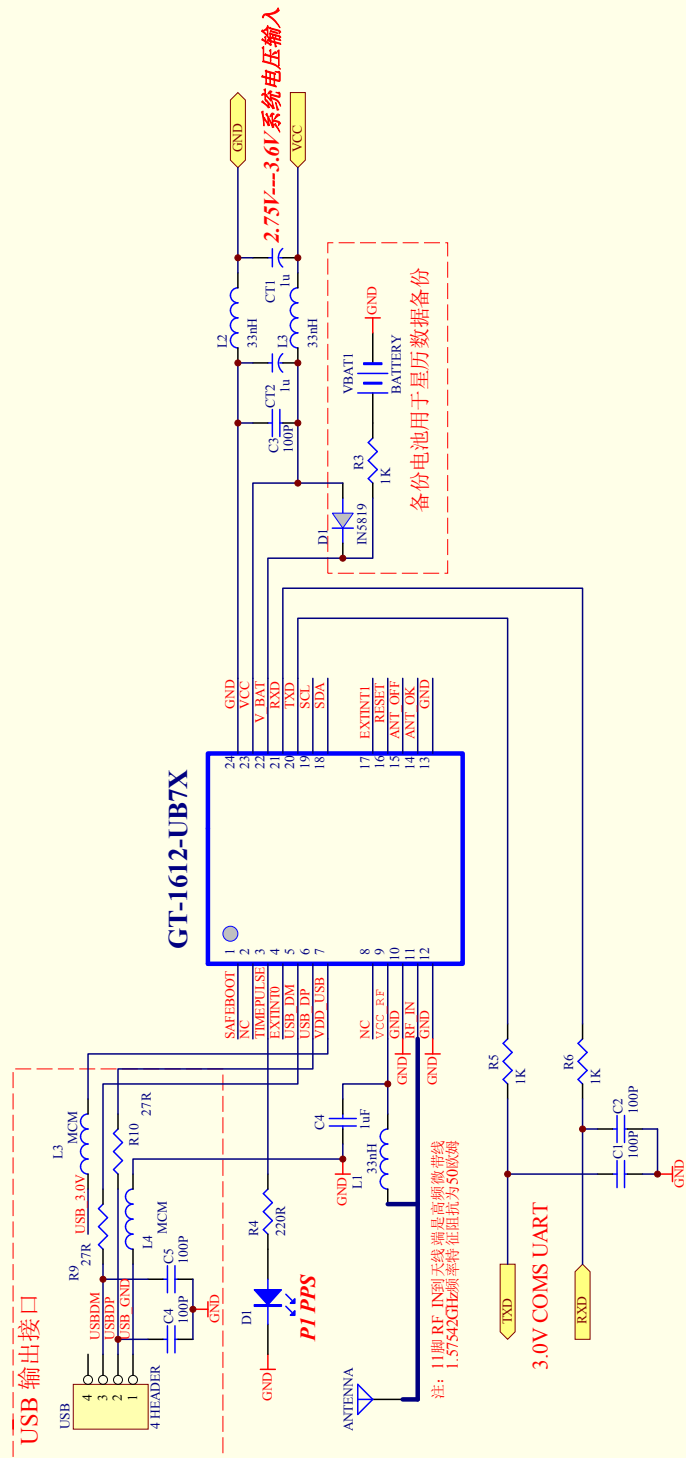 USB 输出接口
USB
4 HEADER
4
3
2
1
USBDM
USBDP
USB_GND
USB_3.0V
R9
27R
L3
MCM
R10
27R
L4
MCM
C4
100P
C5
100P
GND
GND
D1
P1 PPS
R4
220R
C4
1uF
GND
L1
33nH
ANTENNA
注：11脚 RF_IN到天线端是高频微带线
1.57542GHz频率特征阻抗为50欧姆
GT-1612-UB7X
SAFEBOOT
1
NC
2
TIMEPULSE
3
EXTINT0
4
USB_DM
5
USB_DP
6
VDD_USB
7
NC
8
VCC_RF
9
GND
10
RF_IN
11
GND
12
GND
GND
24
GND
23
VCC
22
V_BAT
21
RXD
20
TXD
19
SCL
18
SDA
17
EXTINT1
16
RESET
15
ANT_OFF
14
ANT_OK
13
GND
GND
VCC
2.75V---3.6V系统电压输入
L2
33nH
L3
33nH
CT1
1u
CT2
1u
C3
100P
D1
IN5819
R3
1K
VBAT1
BATTERY
GND
备份电池用于星历数据备份
R5
1K
R6
1K
C1
100P
C2
100P
GND
TXD
RXD
3.0V COMS UART